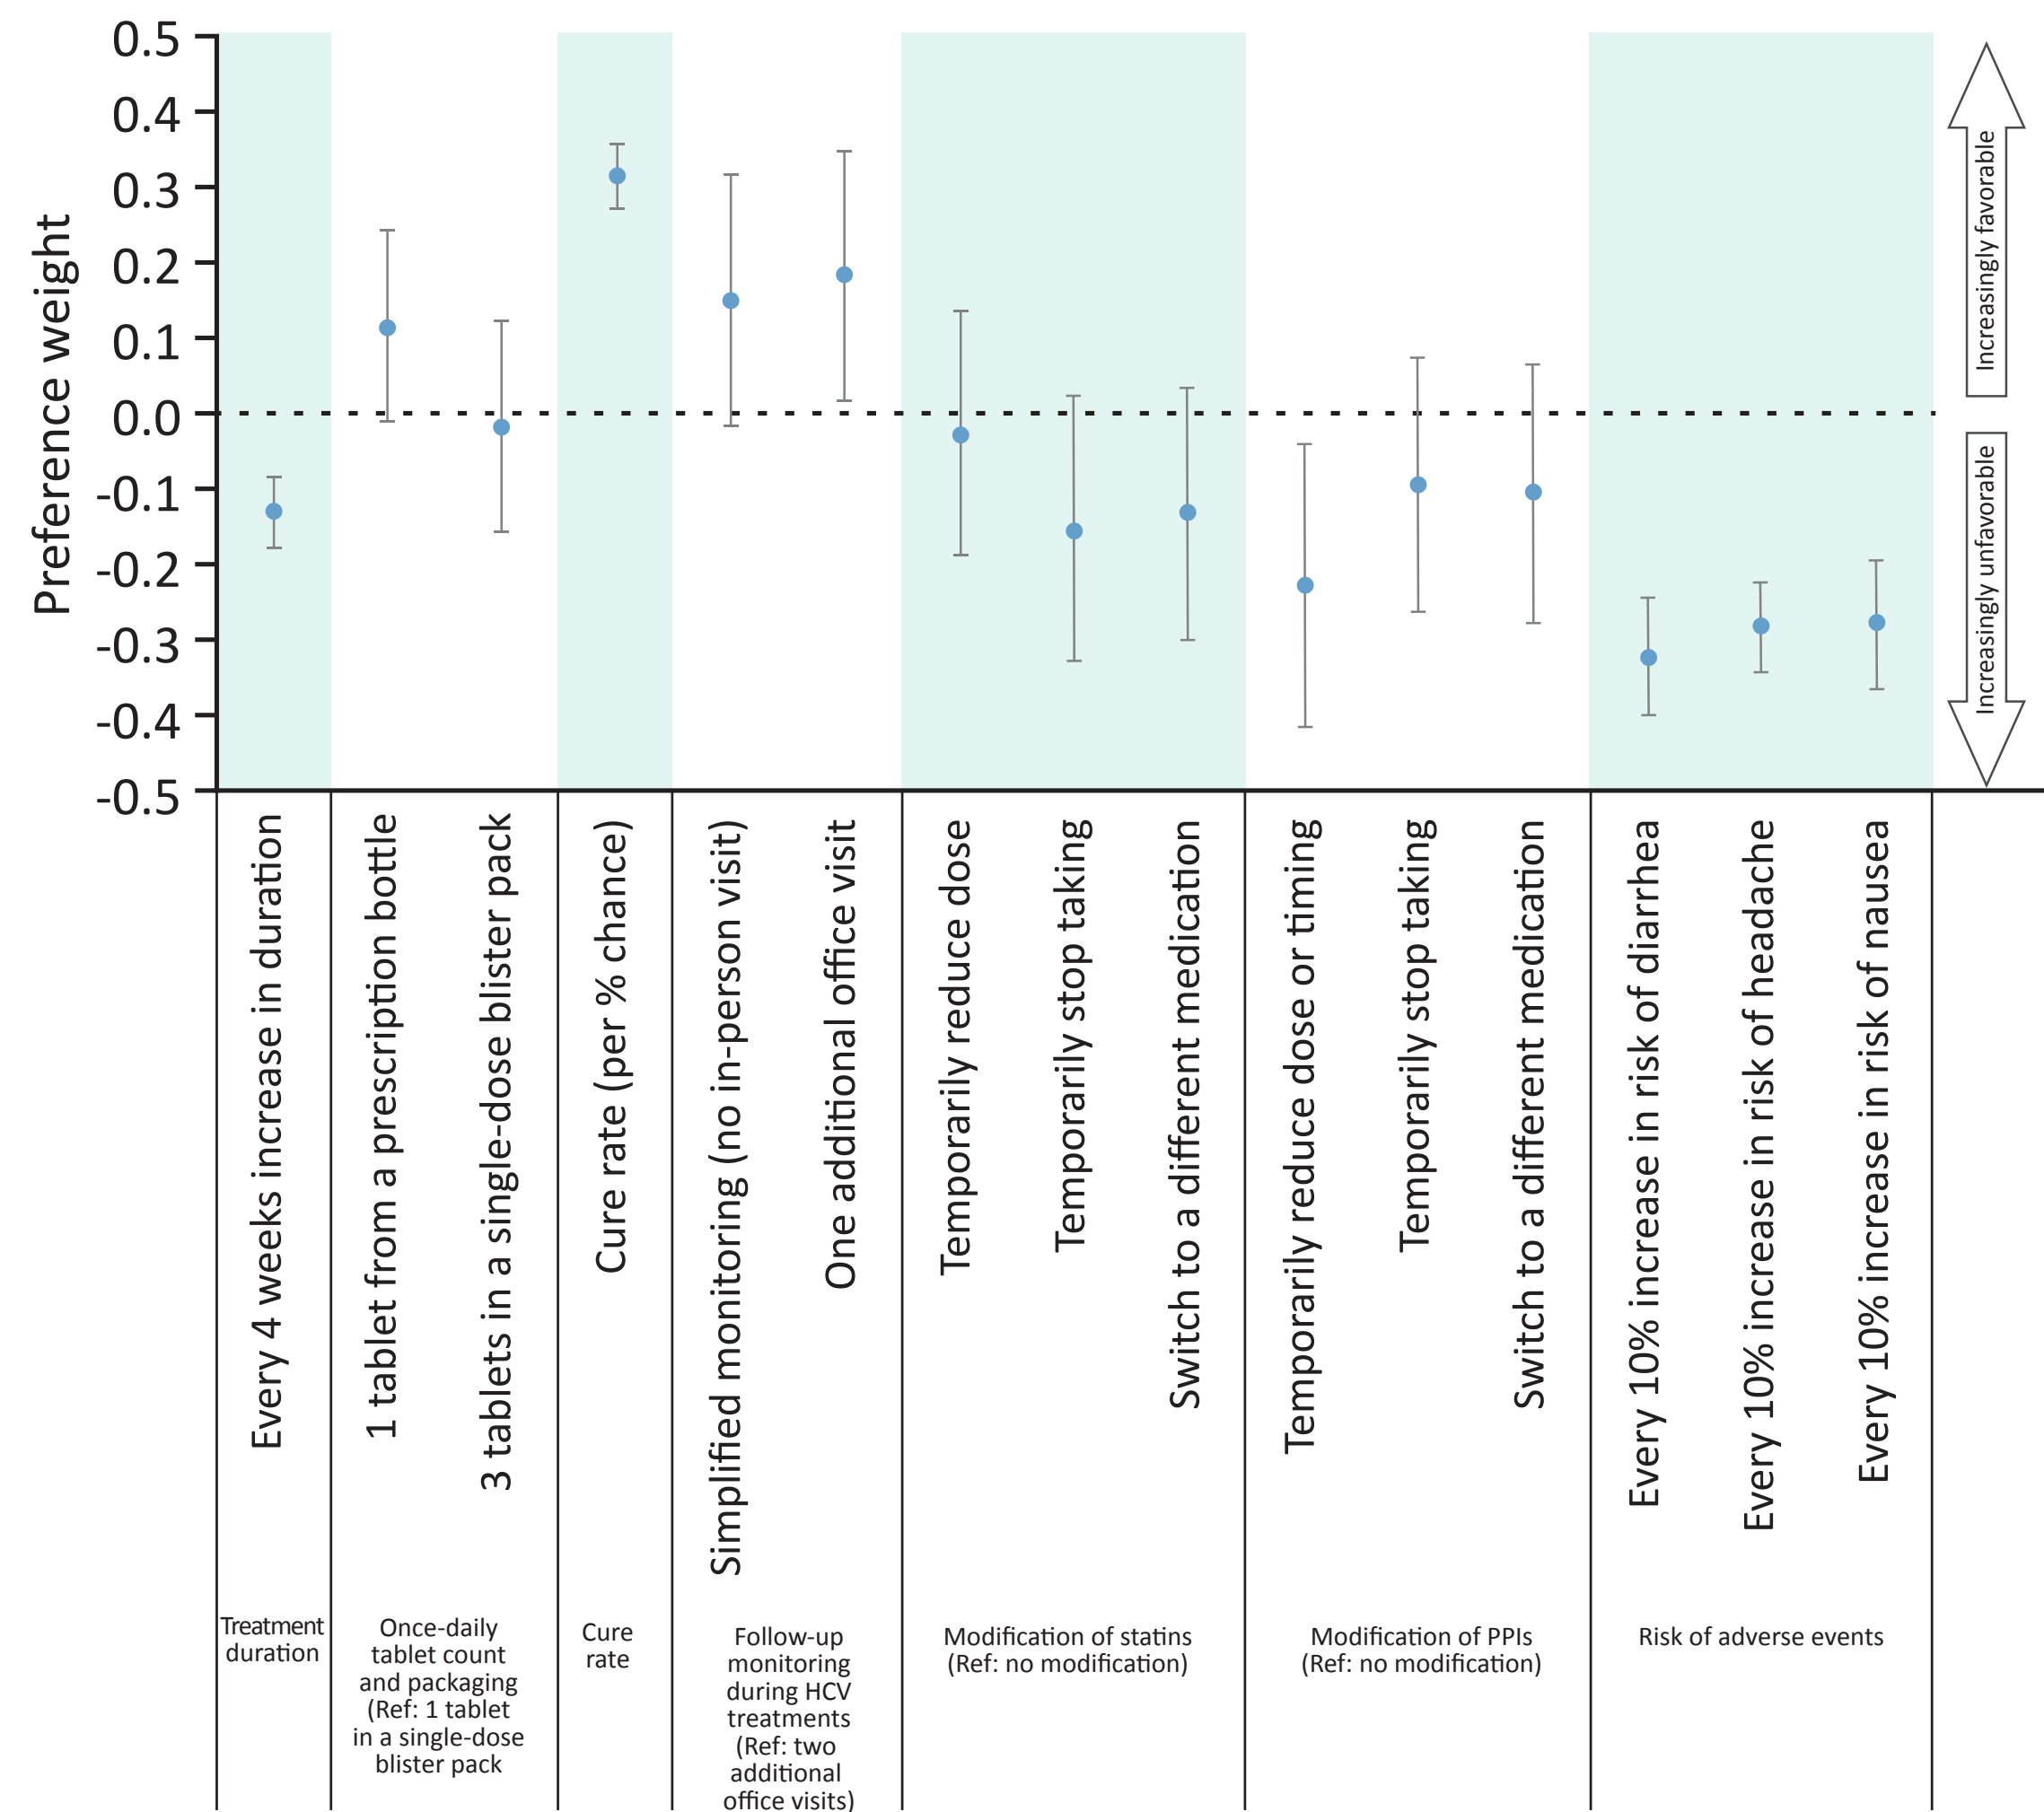 Preference weight
0.5
0.4
0.3
0.2
0.1
0.0
-0.1
-0.2
-0.3
-0.4
-0.5
Increasingly favorable
Increasingly unfavorable
Every 4 weeks increase in duration
1 tablet from a prescription bottle
3 tablets in a single-dose blister pack
Cure rate (per % chance)
Simplified monitoring (no in-person visit)
One additional office visit
Temporarily reduce dose
Temporarily stop taking
Switch to a different medication
Temporarily reduce dose or timing
Temporarily stop taking
Switch to a different medication
Every 10% increase in risk of diarrhea
Every 10% increase in risk of headache
Every 10% increase in risk of nausea
Treatment
duration
Once-daily
tablet count
and packaging
(Ref: 1 tablet
in a single-dose
blister pack
Cure
rate
Follow-up
monitoring
during HCV
treatments
(Ref: two
additional
office visits)
Modification of statins
(Ref: no modification)
Modification of PPIs
(Ref: no modification)
Risk of adverse events